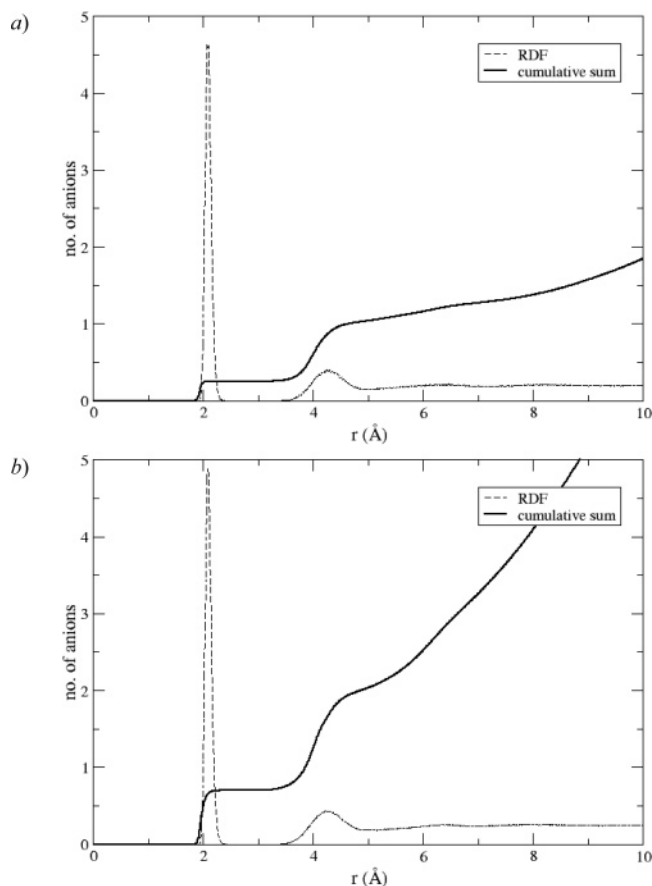 a)
5
4
3
2
1
0
no. of anions
RDF
cumulative sum
0 2 4 6 8 10
r (Å)
b)
5
4
3
2
1
0
no. of anions
RDF
cumulative sum
0 2 4 6 8 10
r (Å)